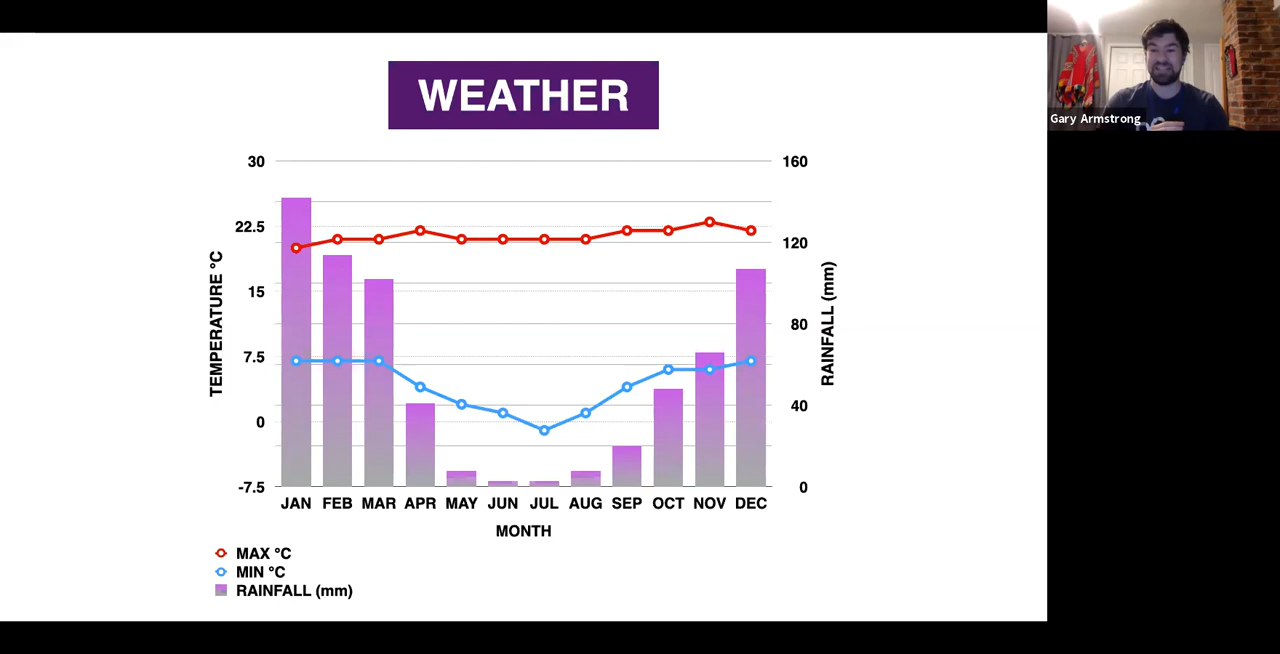 WEATHER
Gary Armstrong
30
22.5
15
7.5
0
-7.5
TEMPERATURE °C
160
120
80
40
0
RAINFALL (mm)
JAN FEB MAR APR MAY JUN JUL AUG SEP OCT NOV DEC
MONTH
MAX °C
MIN °C
RAINFALL (mm)